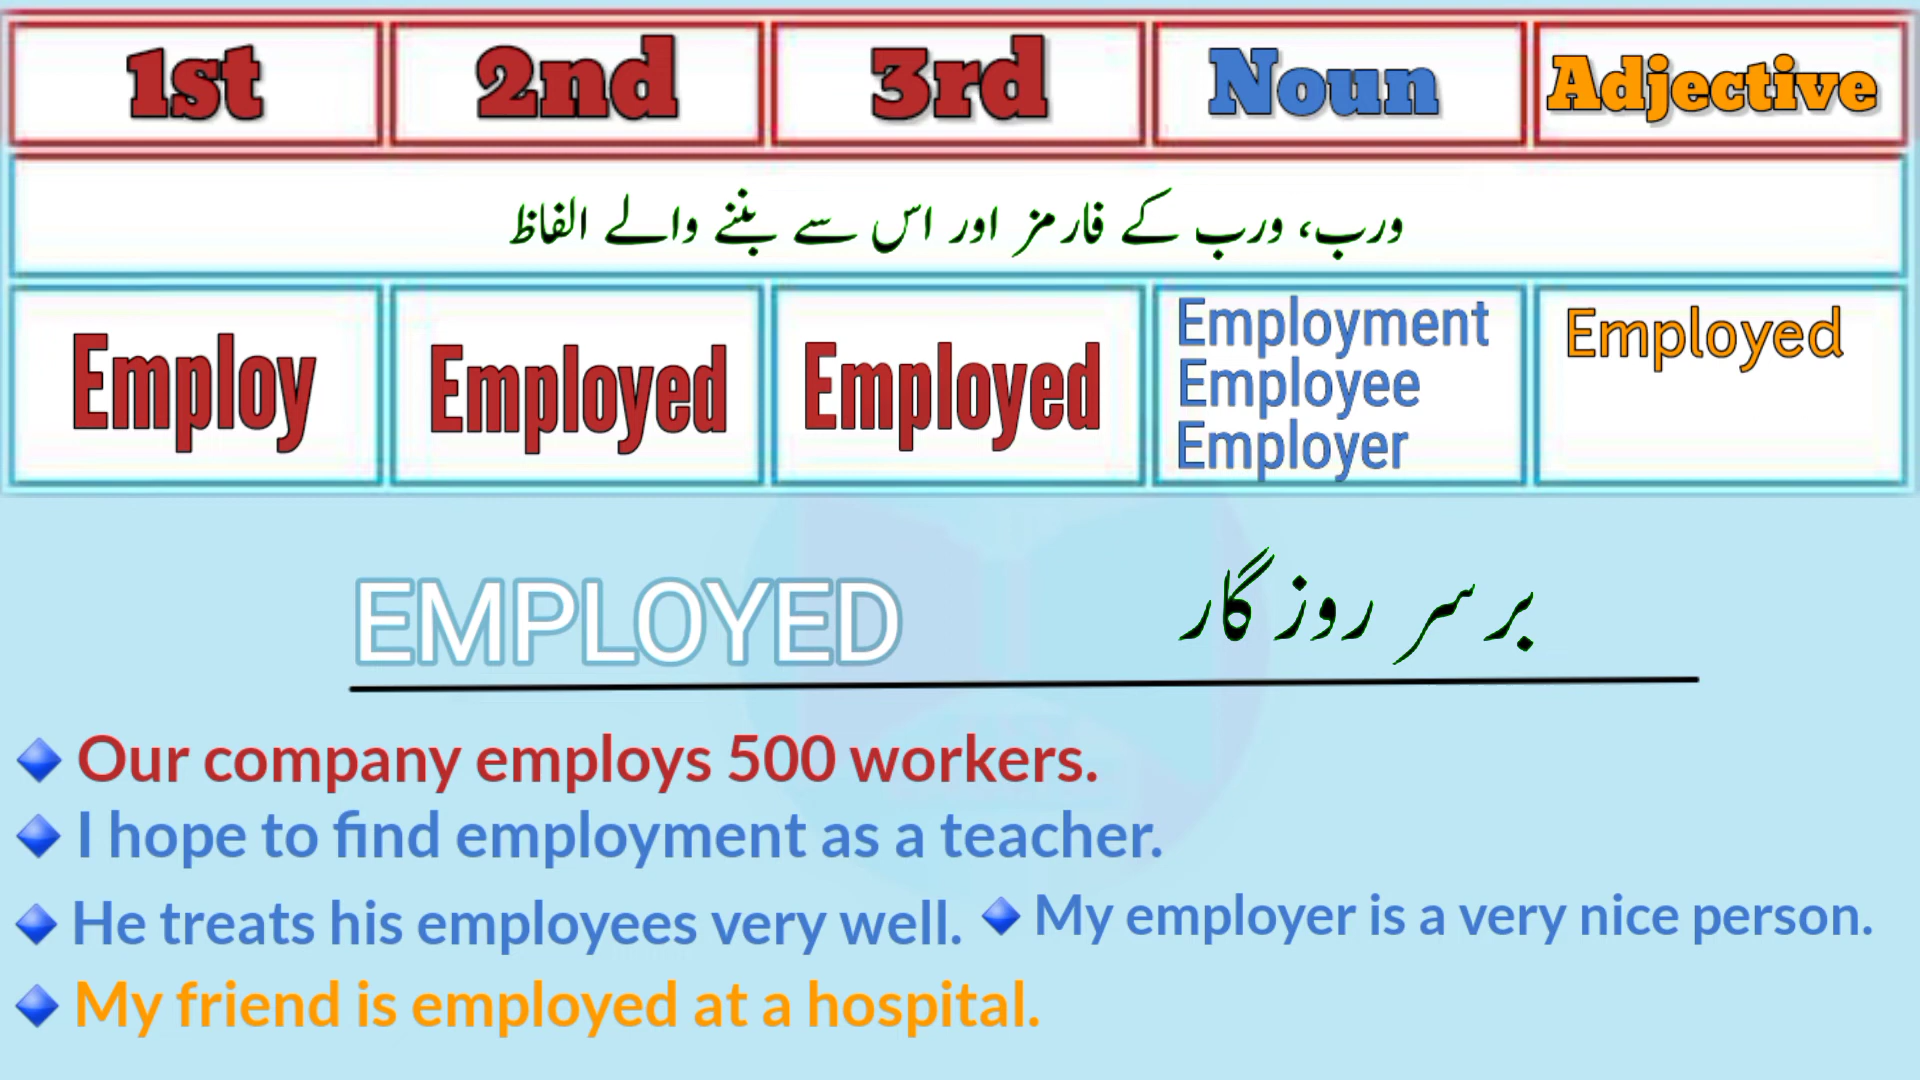 1st 2nd 3rd Noun Adjective
ورب، ورب کے فارمز اور اس سے بننے والے الفاظ
Employ Employed Employed Employment Employed
Employee
Employer
EMPLOYED برسر روزگار
Our company employs 500 workers.
I hope to find employment as a teacher.
He treats his employees very well. My employer is a very nice person.
My friend is employed at a hospital.